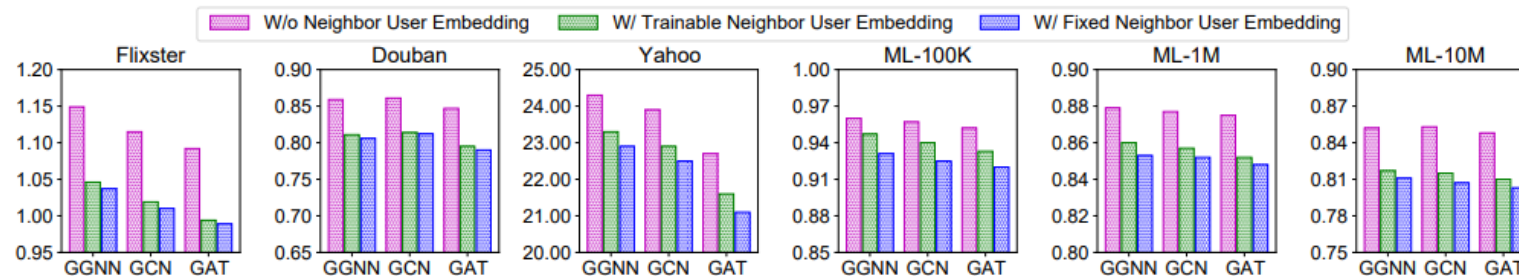 W/o Neighbor User Embedding W/ Trainable Neighbor User Embedding W/ Fixed Neighbor User Embedding
Flixster Douban Yahoo ML-100K ML-1M ML-10M
1.20 0.90 25.00 1.00 0.90 0.90
1.15 0.85 24.00 0.97 0.88 0.87
1.10 0.80 23.00 0.94 0.86 0.84
1.05 0.75 22.00 0.91 0.84 0.81
1.00 0.70 21.00 0.88 0.82 0.78
0.95 0.65 20.00 0.85 0.80 0.75
GGNN GCN GAT GGNN GCN GAT GGNN GCN GAT GGNN GCN GAT GGNN GCN GAT GGNN GCN GAT